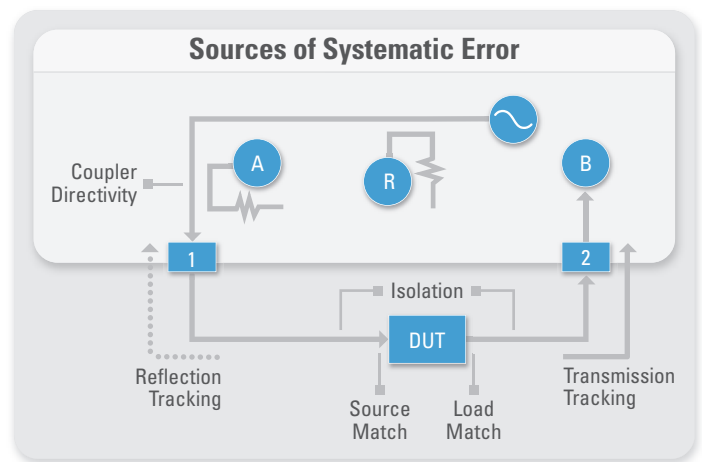 Sources of Systematic Error
A
R
B
Coupler
Directivity
1
2
Isolation
DUT
Reflection
Tracking
Source
Match
Load
Match
Transmission
Tracking